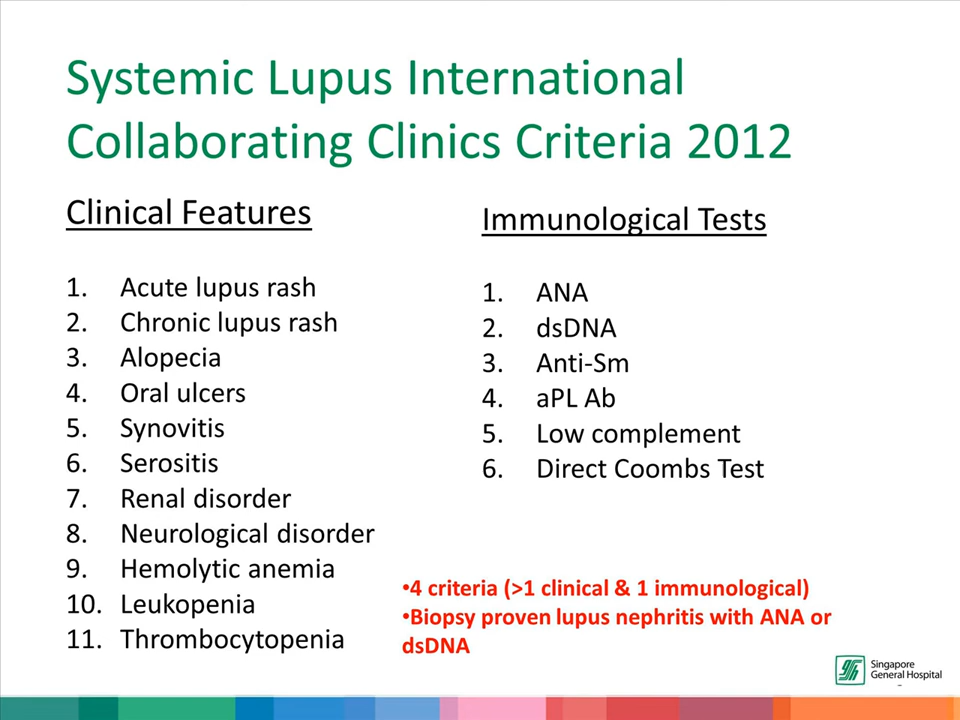 Systemic Lupus International
Collaborating Clinics Criteria 2012
Clinical Features
1. Acute lupus rash
2. Chronic lupus rash
3. Alopecia
4. Oral ulcers
5. Synovitis
6. Serositis
7. Renal disorder
8. Neurological disorder
9. Hemolytic anemia
10. Leukopenia
11. Thrombocytopenia
Immunological Tests
1. ANA
2. dsDNA
3. Anti-Sm
4. aPL Ab
5. Low complement
6. Direct Coombs Test
•4 criteria (>1 clinical & 1 immunological)
•Biopsy proven lupus nephritis with ANA or
dsDNA
Singapore
General Hospital